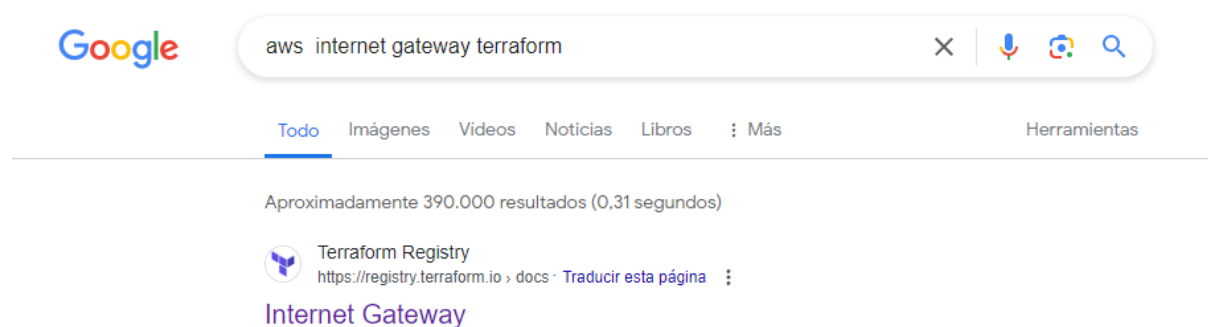 Google
aws  internet gateway terraform
Todo Imágenes Vídeos Noticias Libros Más Herramientas
Aproximadamente 390.000 resultados (0,31 segundos)
Terraform Registry
https://registry.terraform.io › docs · Traducir esta página
Internet Gateway